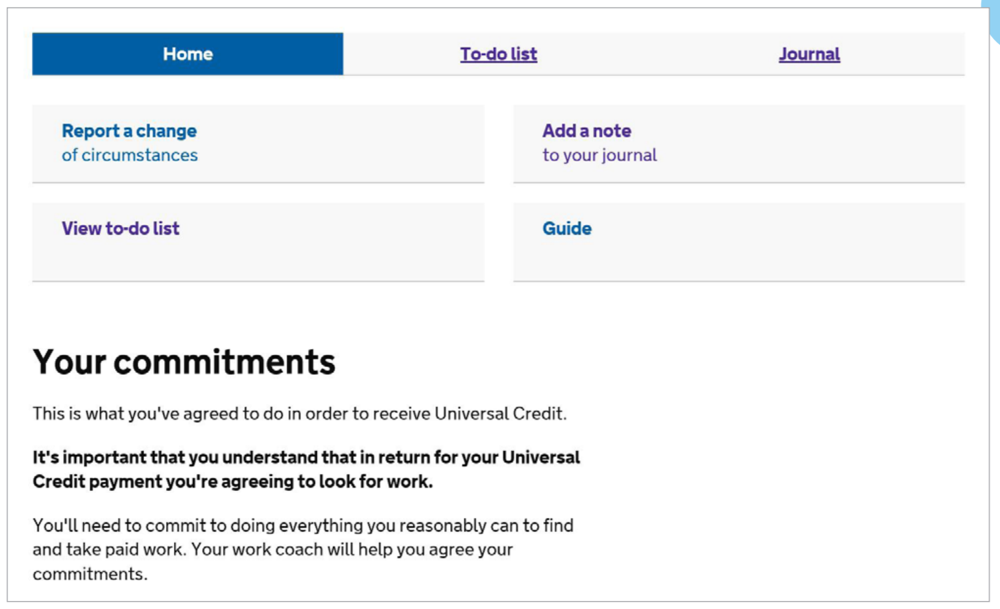 Home
To-do list
Journal
Report a change
of circumstances
Add a note
to your journal
View to-do list
Guide
Your commitments
This is what you've agreed to do in order to receive Universal Credit.
It's important that you understand that in return for your Universal
Credit payment you're agreeing to look for work.
You'll need to commit to doing everything you reasonably can to find
and take paid work. Your work coach will help you agree your
commitments.